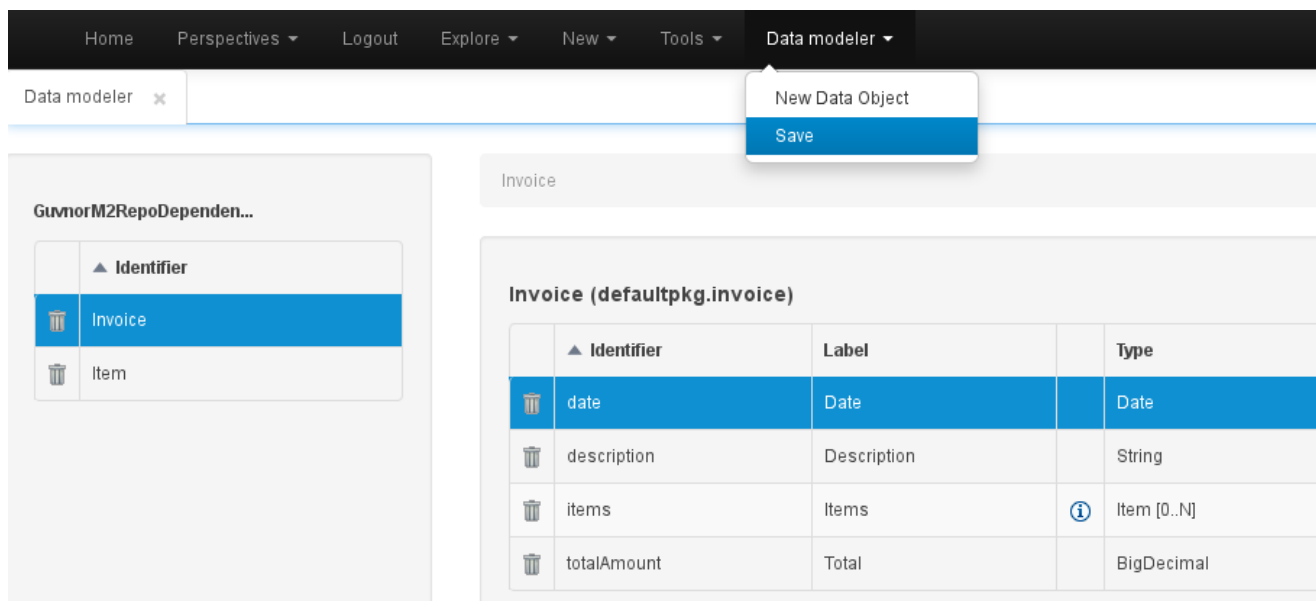 Home Perspectives Logout Explore New Tools Data modeler
Data modeler
New Data Object
Save
Invoice
GuvnorM2RepoDependen...
Identifier
Invoice
Item
Invoice (defaultpkg.invoice)
Identifier Label Type
date Date Date
description Description String
items Items Item [0..N]
totalAmount Total BigDecimal